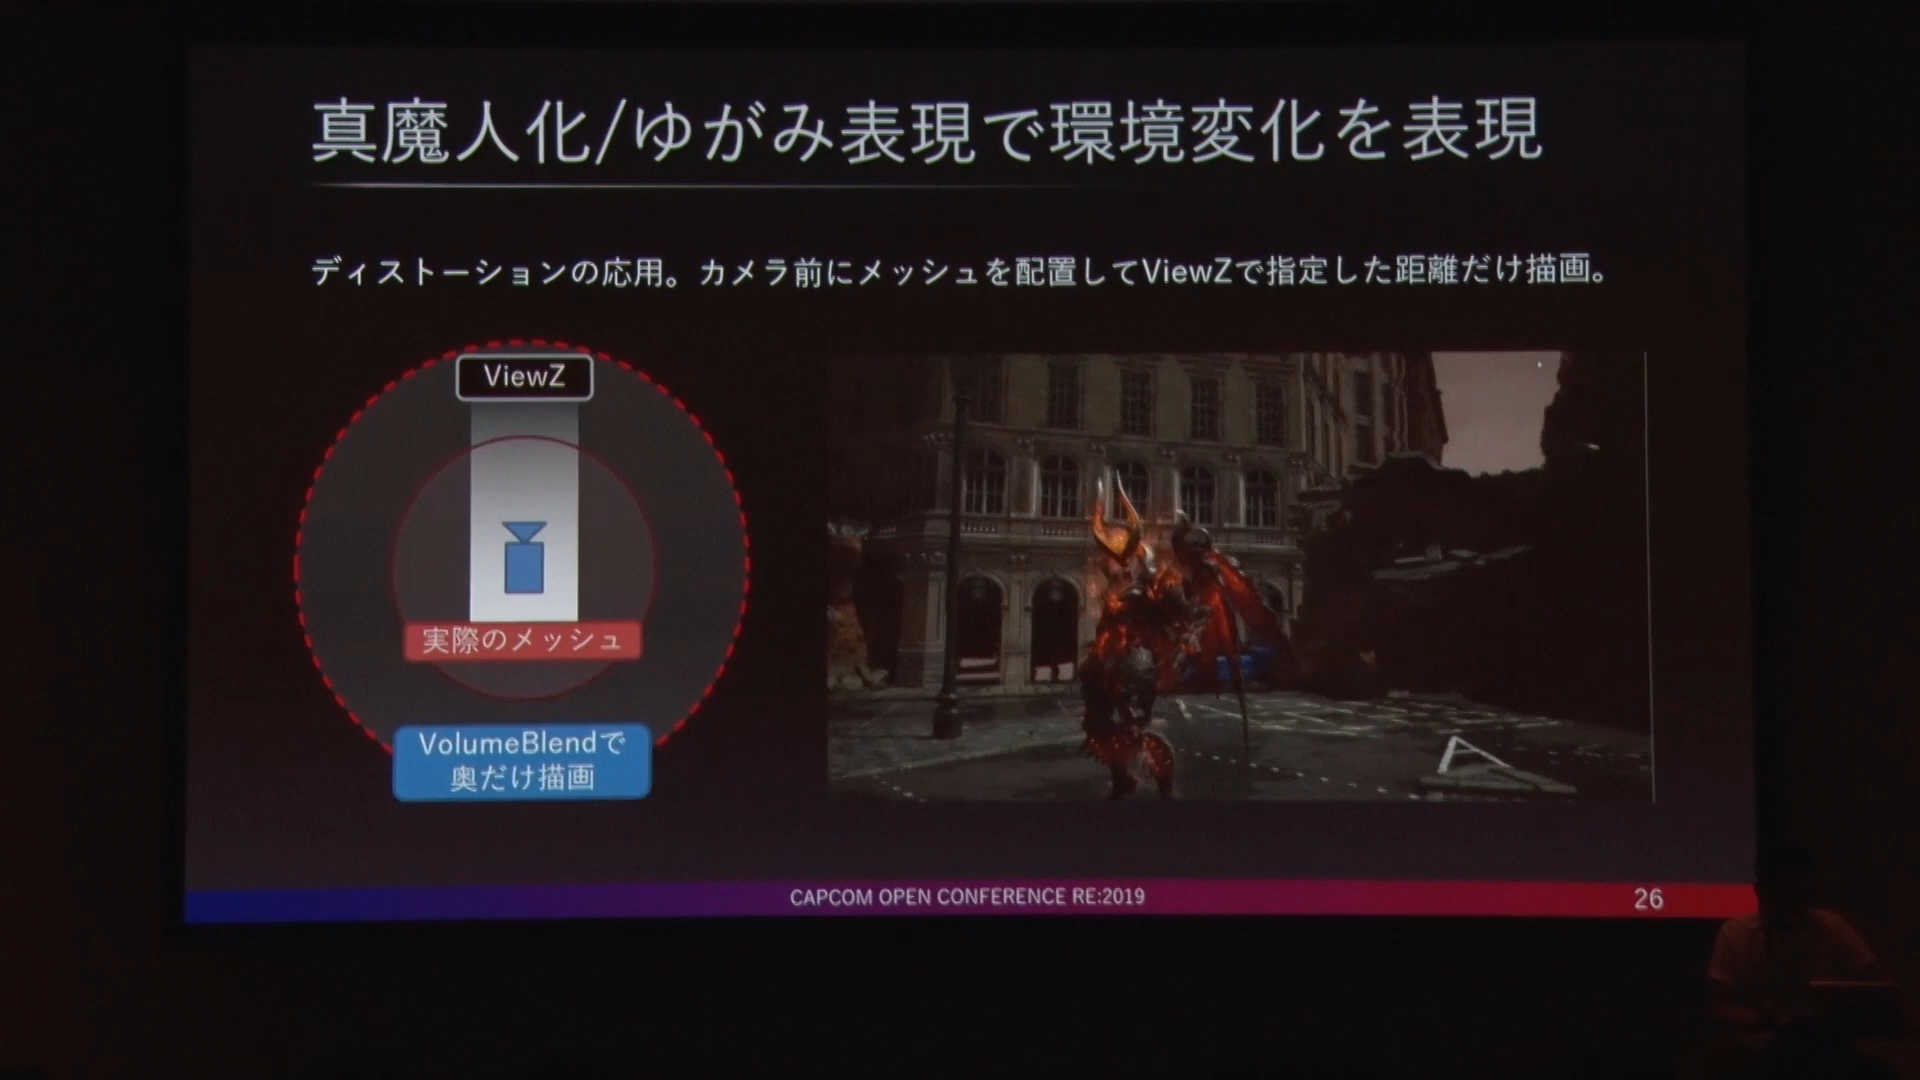 真魔人化/ゆがみ表現で環境変化を表現
ディストーションの応用。カメラ前にメッシュを配置してViewZで指定した距離だけ描画。
ViewZ
実際のメッシュ
VolumeBlendで
奥だけ描画
CAPCOM OPEN CONFERENCE RE:2019
26